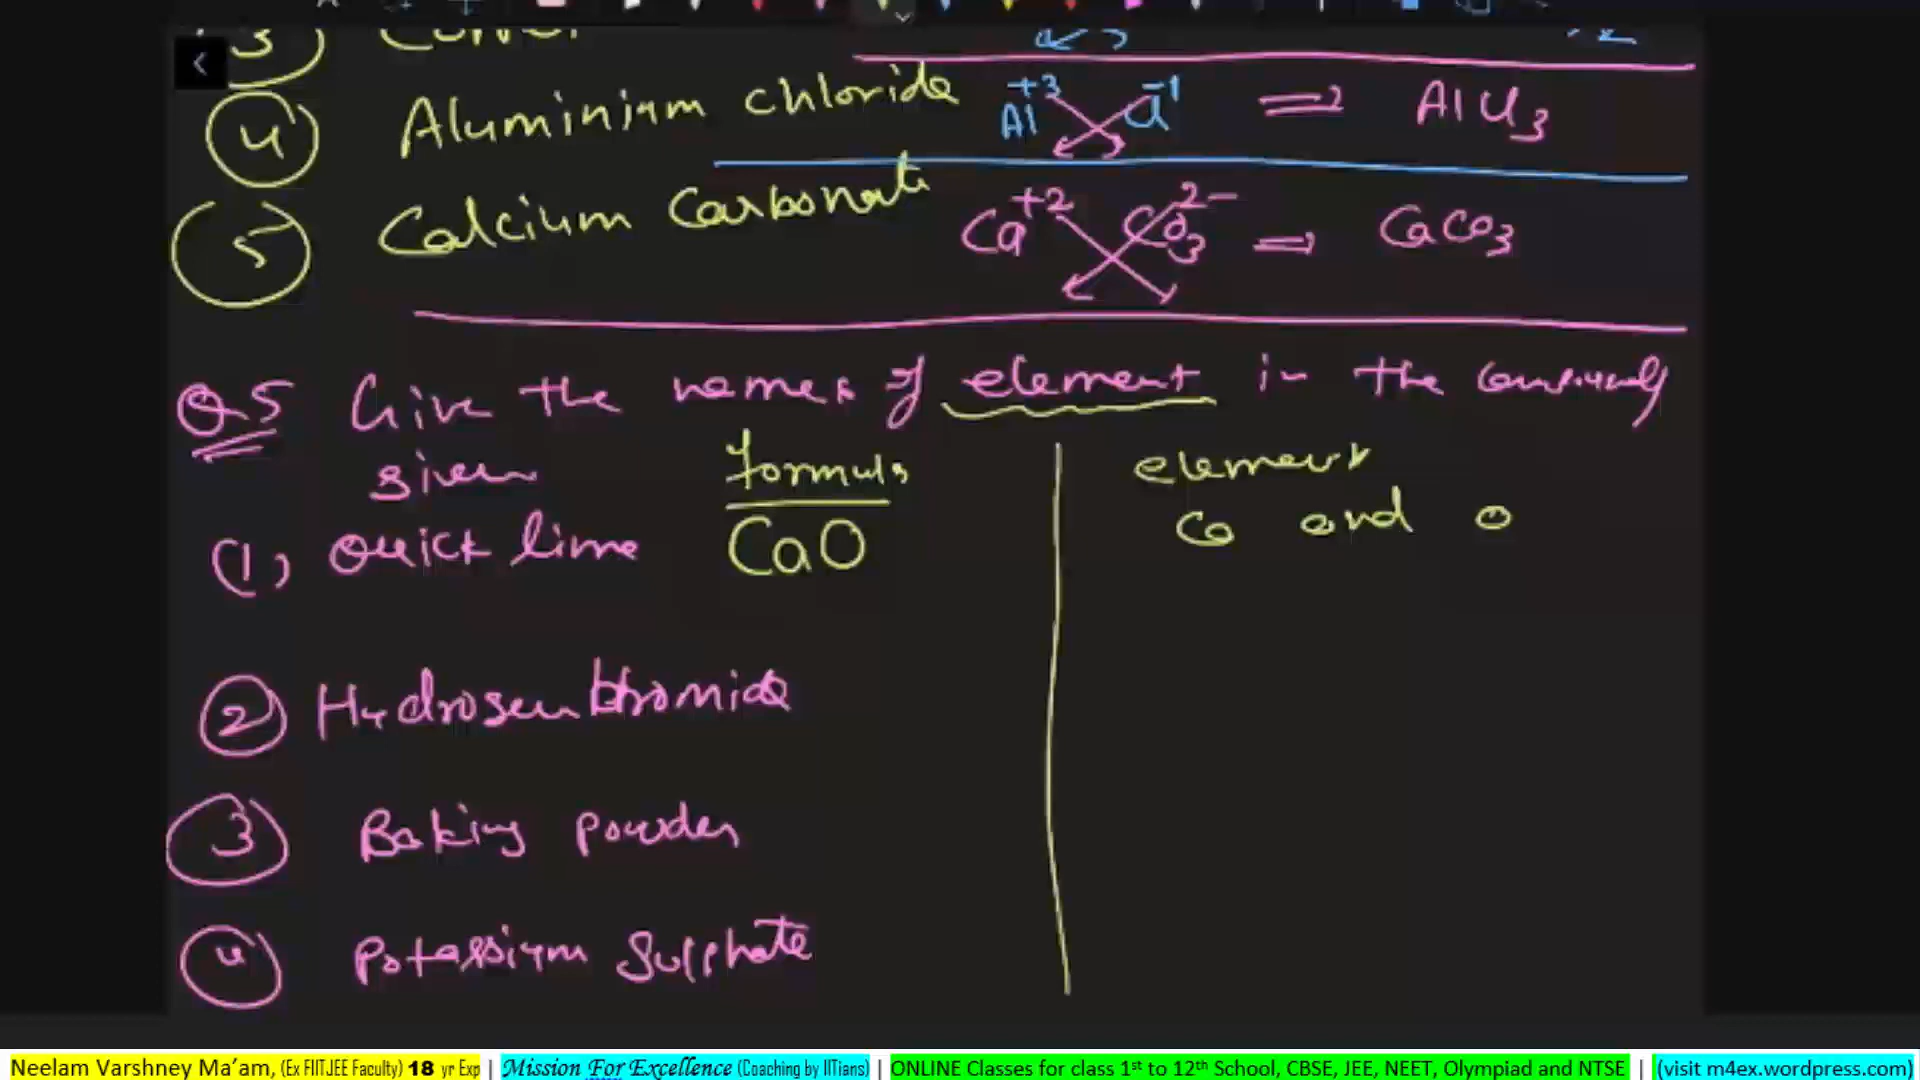 3
4 Aluminium chloride Al+3 Cl-1 ⇒ AlCl3
5 Calcium Carbonate Ca+2 CO3 2- ⇒ CaCO3
Q5 Give the names of element in the
given formula element
(1) Quick lime CaO Ca and O
2 Hydrogen bromide
3 Baking powder
4 Potassium Sulphate
Neelam Varshney Ma'am, (Ex FIITJEE Faculty) 18 yr Exp | Mission For Excellence (Coaching by IITians) | ONLINE Classes for class 1st to 12th School, CBSE, JEE, NEET, Olympiad and NTSE | (visit m4ex.wordpress.com)